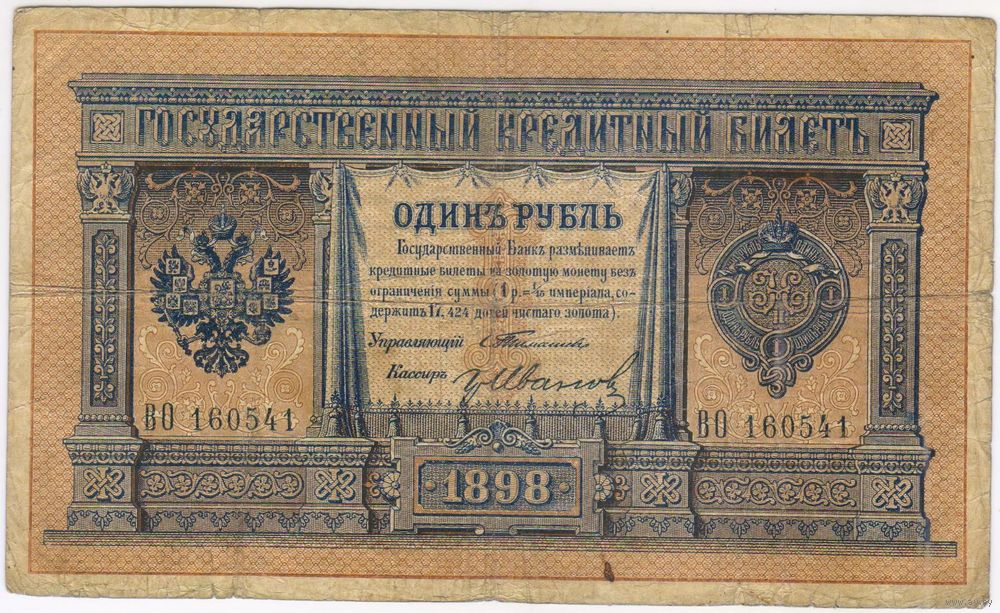 ГОСУДАРСТВЕННЫЙ КРЕДИТНЫЙ БИЛЕТЪ
ОДИНЪ РУБЛЬ
Государственный Банкъ размѣниваетъ
кредитные билеты на золотую монету безъ
ограниченія суммы (1 р. = 1/15 имперіала, со-
держитъ 17,424 долей чистаго золота).
Управляющій
Кассиръ ГИванов
ВО 160541
ВО 160541
1898